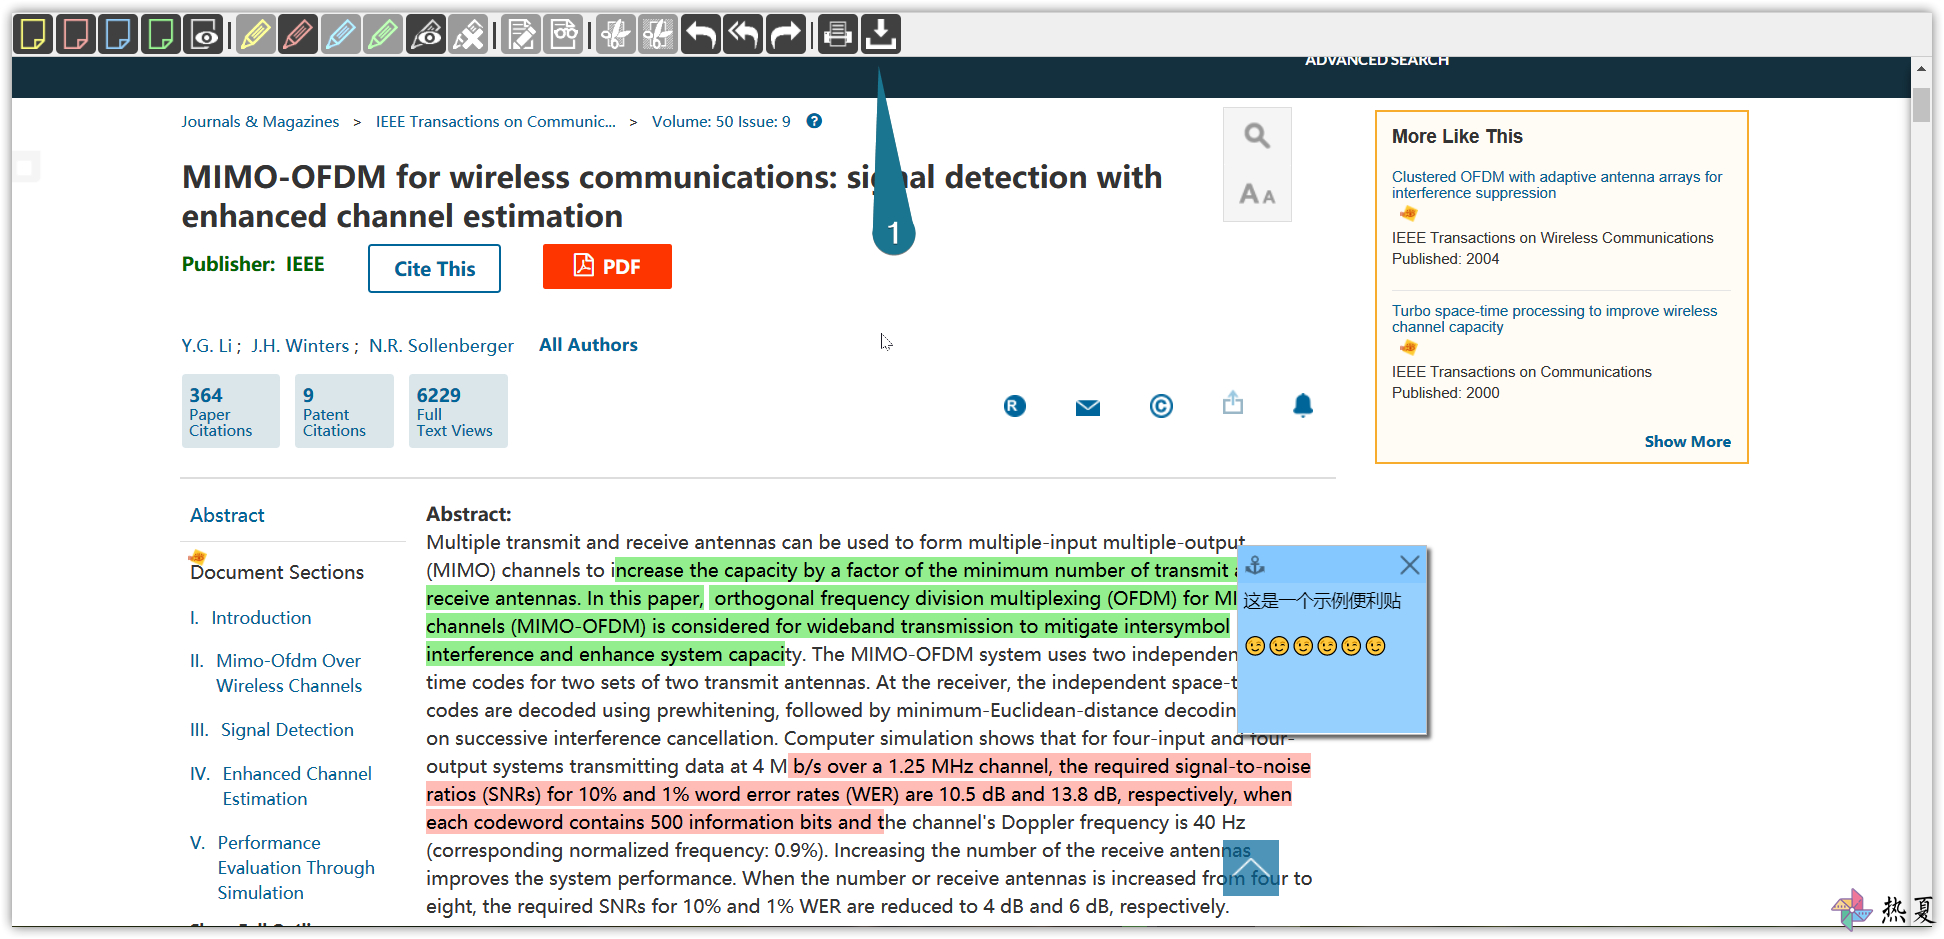 ADVANCED SEARCH
Journals & Magazines > IEEE Transactions on Communic... > Volume: 50 Issue: 9 ?
MIMO-OFDM for wireless communications: signal detection with
enhanced channel estimation
1
Publisher: IEEE
Cite This
PDF
A A
Y.G. Li ; J.H. Winters ; N.R. Sollenberger All Authors
364
Paper
Citations
9
Patent
Citations
6229
Full
Text Views
R
©
More Like This
Clustered OFDM with adaptive antenna arrays for
interference suppression
IEEE Transactions on Wireless Communications
Published: 2004
Turbo space-time processing to improve wireless
channel capacity
IEEE Transactions on Communications
Published: 2000
Show More
Abstract
Document Sections
I. Introduction
II. Mimo-Ofdm Over
Wireless Channels
III. Signal Detection
IV. Enhanced Channel
Estimation
V. Performance
Evaluation Through
Simulation
Abstract:
Multiple transmit and receive antennas can be used to form multiple-input multiple-output
(MIMO) channels to increase the capacity by a factor of the minimum number of transmit
receive antennas. In this paper, orthogonal frequency division multiplexing (OFDM) for MI
channels (MIMO-OFDM) is considered for wideband transmission to mitigate intersymbol
interference and enhance system capacity. The MIMO-OFDM system uses two independen
time codes for two sets of two transmit antennas. At the receiver, the independent space-t
codes are decoded using prewhitening, followed by minimum-Euclidean-distance decodin
on successive interference cancellation. Computer simulation shows that for four-input and four-
output systems transmitting data at 4 M b/s over a 1.25 MHz channel, the required signal-to-noise
ratios (SNRs) for 10% and 1% word error rates (WER) are 10.5 dB and 13.8 dB, respectively, when
each codeword contains 500 information bits and the channel's Doppler frequency is 40 Hz
(corresponding normalized frequency: 0.9%). Increasing the number of the receive antennas
improves the system performance. When the number or receive antennas is increased from four to
eight, the required SNRs for 10% and 1% WER are reduced to 4 dB and 6 dB, respectively.
这是一个示例便利贴
热夏